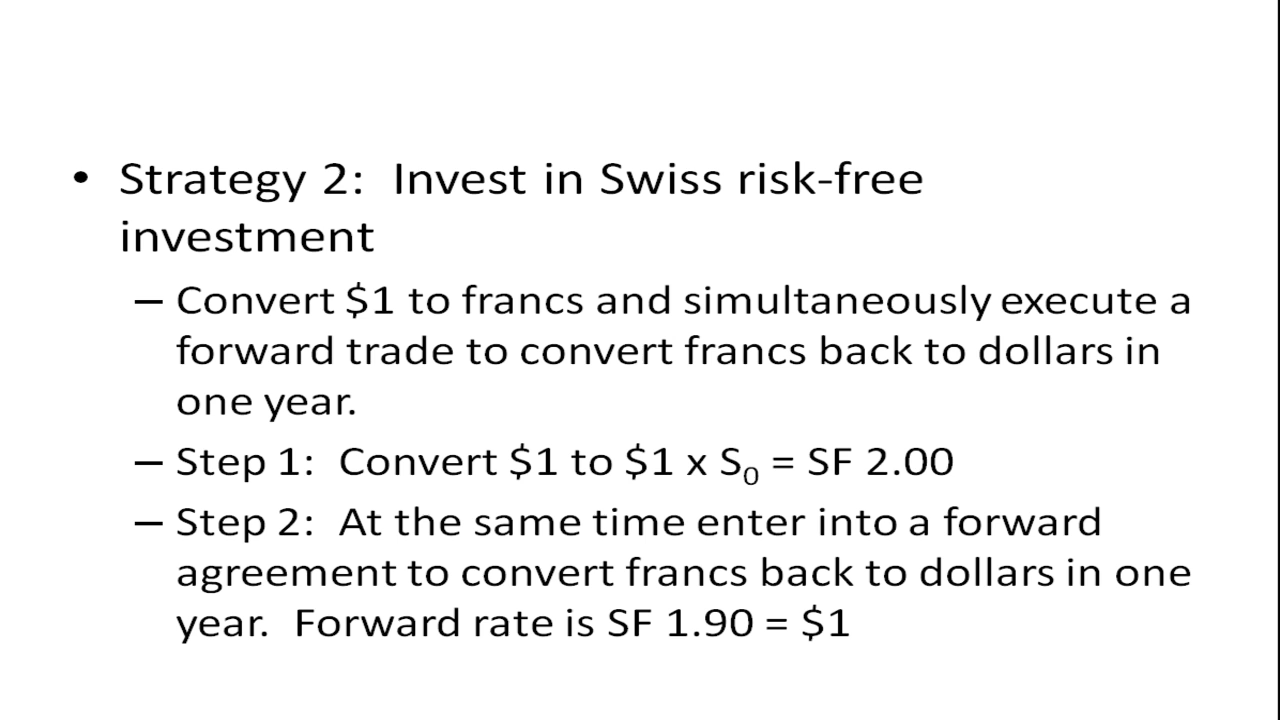 • Strategy 2:  Invest in Swiss risk-free
investment
– Convert $1 to francs and simultaneously execute a
forward trade to convert francs back to dollars in
one year.
– Step 1:  Convert $1 to $1 x S₀ = SF 2.00
– Step 2:  At the same time enter into a forward
agreement to convert francs back to dollars in one
year.  Forward rate is SF 1.90 = $1